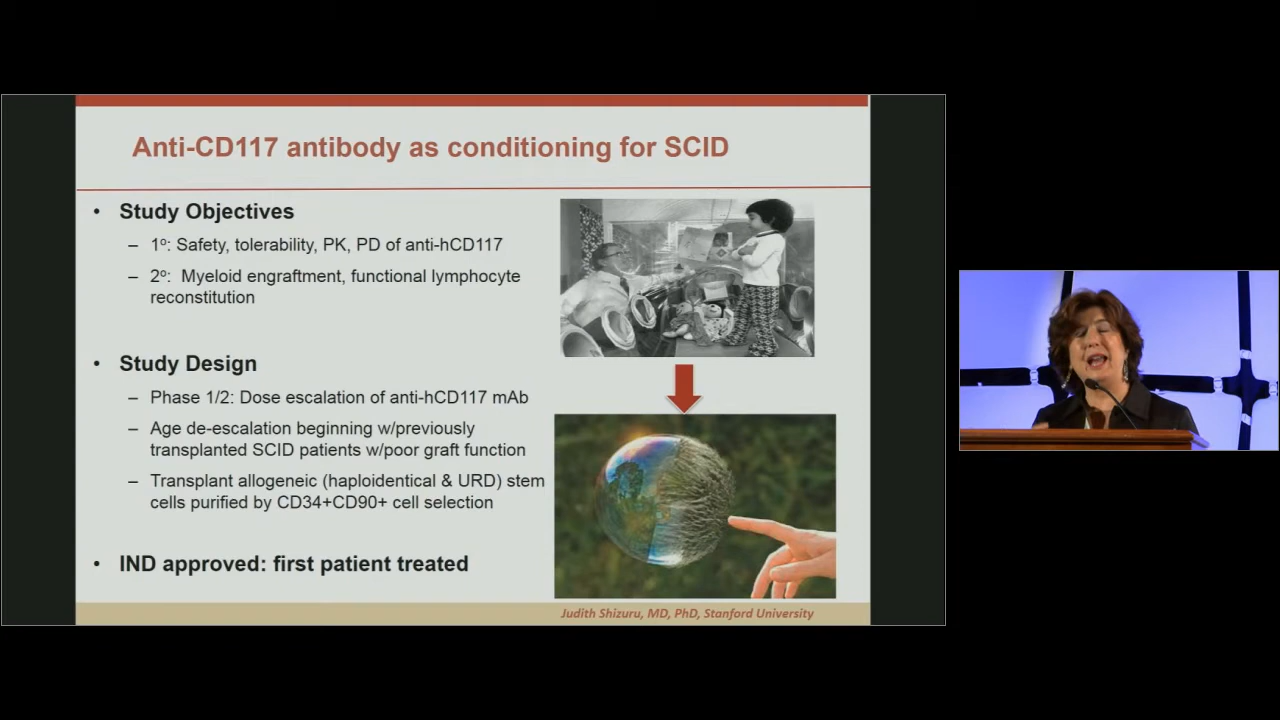 Anti-CD117 antibody as conditioning for SCID
• Study Objectives
– 1º: Safety, tolerability, PK, PD of anti-hCD117
– 2º: Myeloid engraftment, functional lymphocyte
reconstitution
• Study Design
– Phase 1/2: Dose escalation of anti-hCD117 mAb
– Age de-escalation beginning w/previously
transplanted SCID patients w/poor graft function
– Transplant allogeneic (haploidentical & URD) stem
cells purified by CD34+CD90+ cell selection
• IND approved: first patient treated
Judith Shizuru, MD, PhD, Stanford University